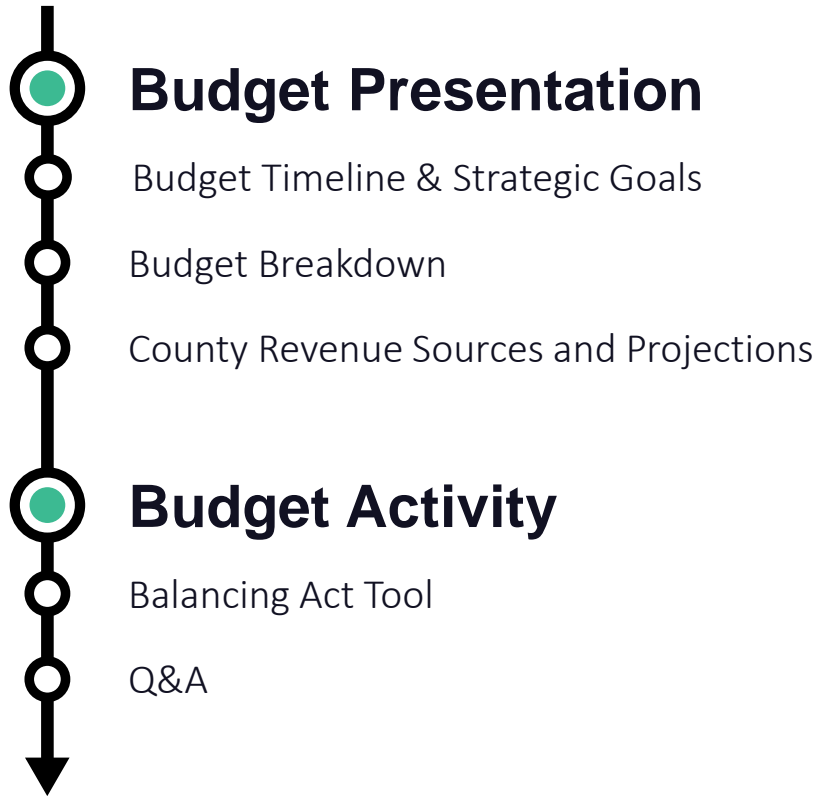 Budget Presentation
Budget Timeline & Strategic Goals
Budget Breakdown
County Revenue Sources and Projections
Budget Activity
Balancing Act Tool
Q&A